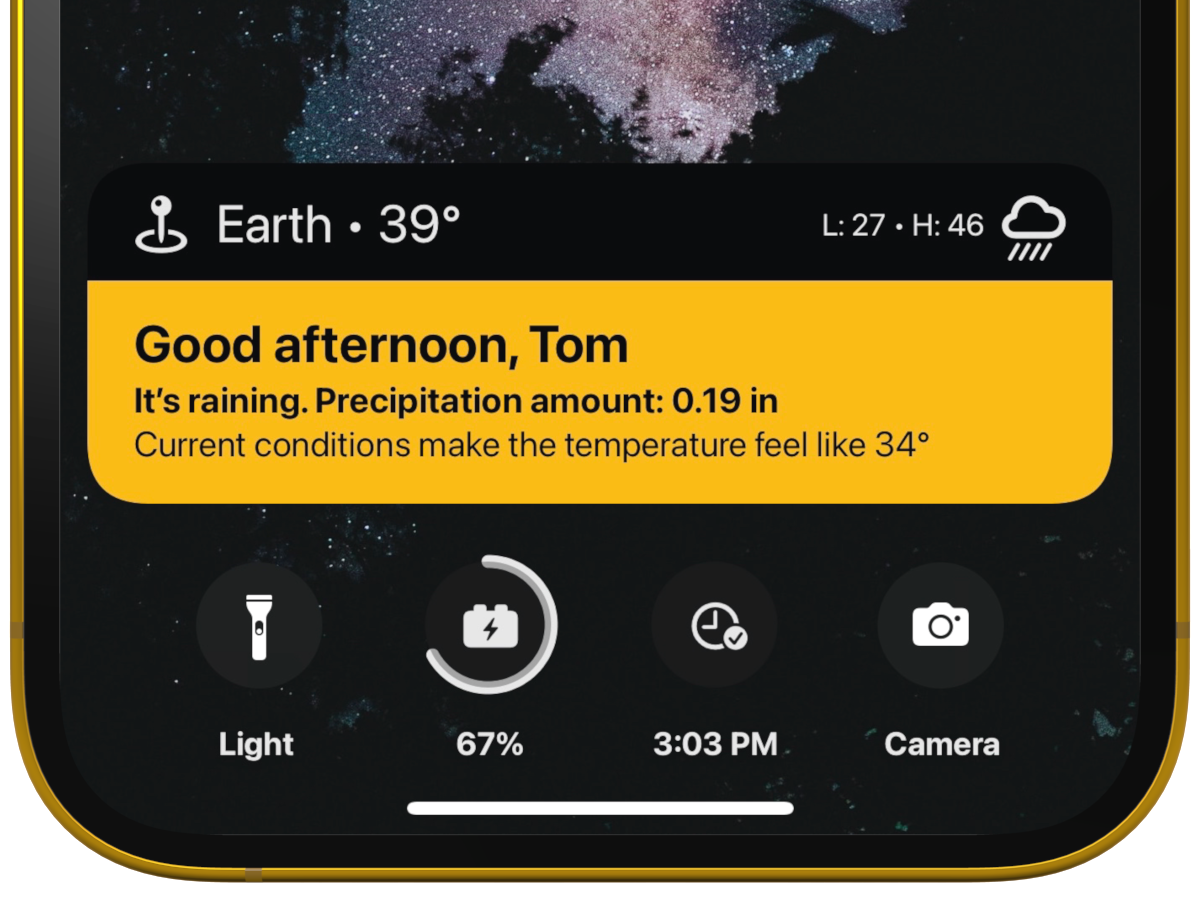 Earth • 39°
L: 27 • H: 46
Good afternoon, Tom
It’s raining. Precipitation amount: 0.19 in
Current conditions make the temperature feel like 34°
Light
67%
3:03 PM
Camera